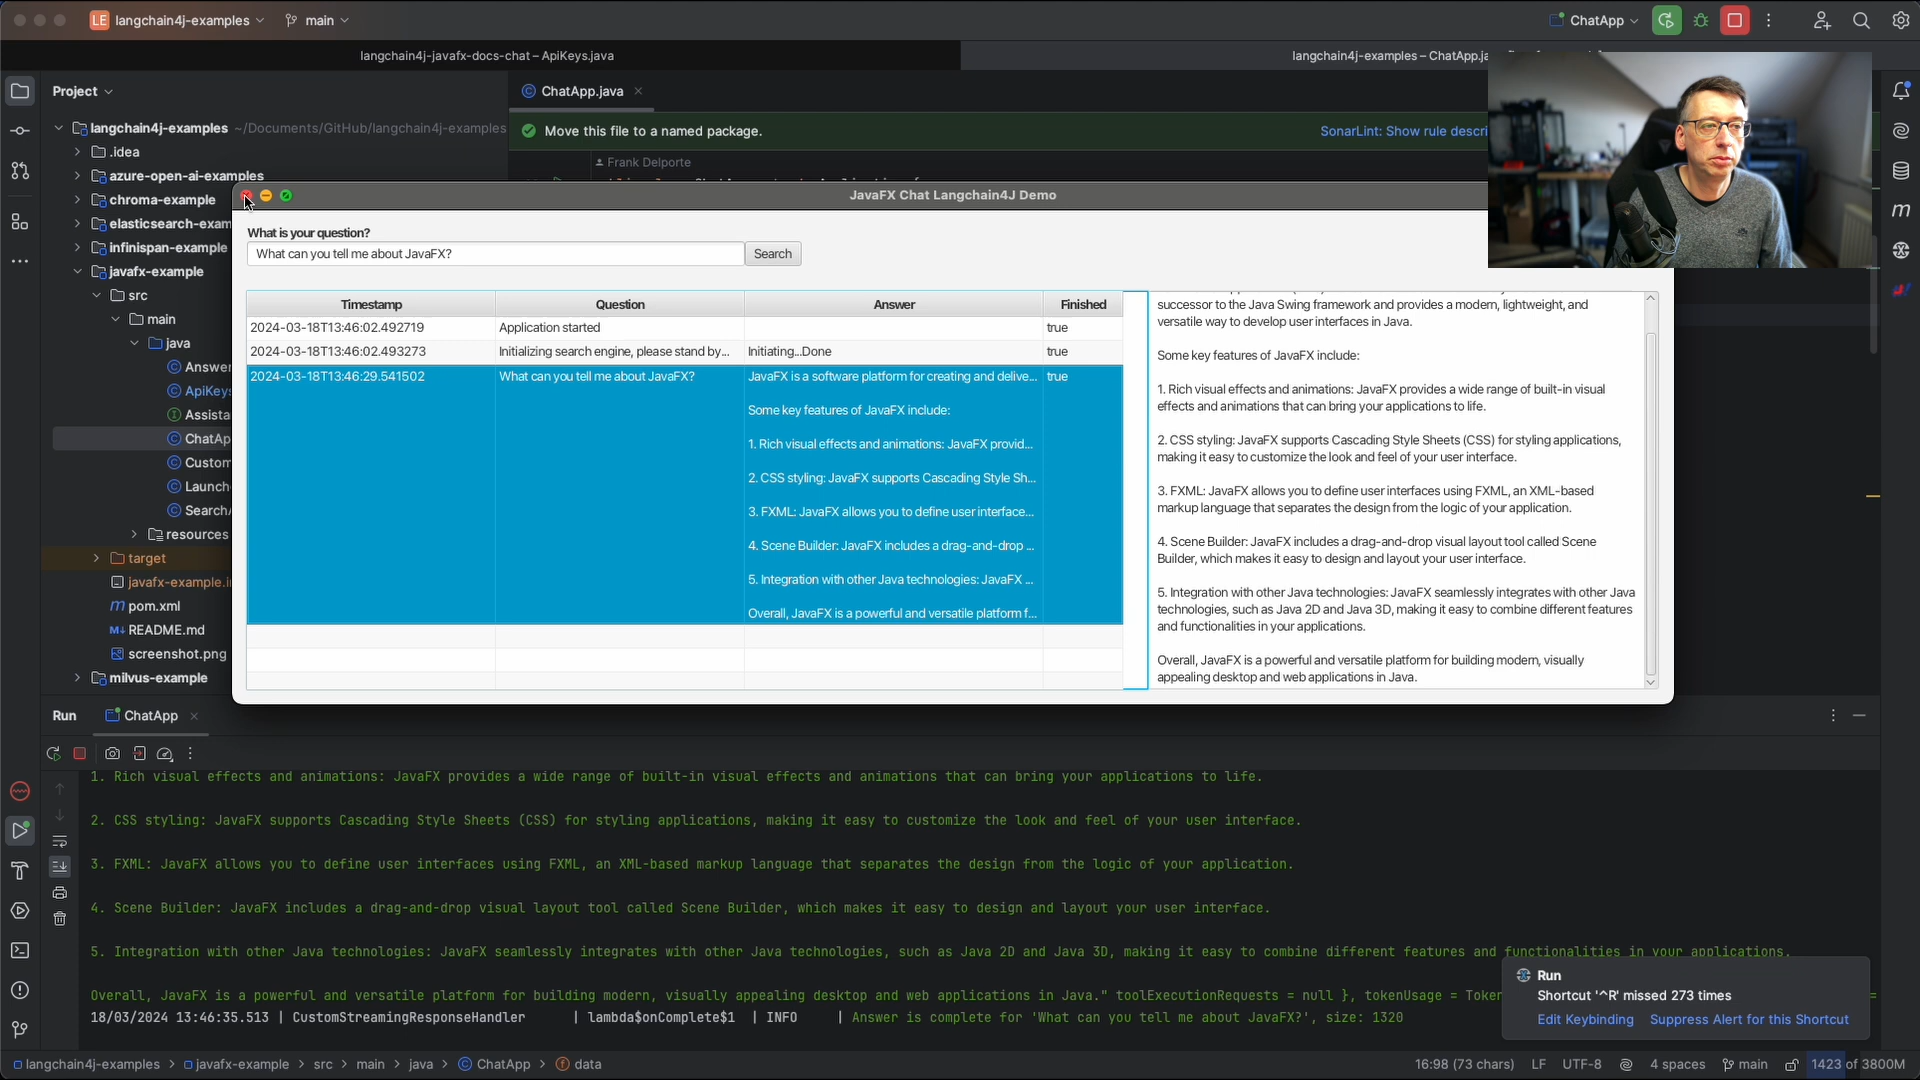 LE langchain4j-examples
main
ChatApp
langchain4j-javafx-docs-chat – ApiKeys.java
langchain4j-examples – ChatApp.ja
Project
ChatApp.java
langchain4j-examples ~/Documents/GitHub/langchain4j-examples
Move this file to a named package.
SonarLint: Show rule descri
.idea
Frank Delporte
azure-open-ai-examples
chroma-example
elasticsearch-exam
infinispan-example
javafx-example
src
main
java
Answer
ApiKeys
Assista
ChatAp
Custom
Launch
Search
resources
target
javafx-example.i
pom.xml
README.md
screenshot.png
milvus-example
JavaFX Chat Langchain4J Demo
What is your question?
What can you tell me about JavaFX?
Search
Timestamp Question Answer Finished
2024-03-18T13:46:02.492719 Application started true
2024-03-18T13:46:02.493273 Initializing search engine, please stand by... Initiating...Done true
2024-03-18T13:46:29.541502 What can you tell me about JavaFX? JavaFX is a software platform for creating and delive... true
Some key features of JavaFX include:
1. Rich visual effects and animations: JavaFX provid...
2. CSS styling: JavaFX supports Cascading Style Sh...
3. FXML: JavaFX allows you to define user interface...
4. Scene Builder: JavaFX includes a drag-and-drop ...
5. Integration with other Java technologies: JavaFX ...
Overall, JavaFX is a powerful and versatile platform f...
successor to the Java Swing framework and provides a modern, lightweight, and
versatile way to develop user interfaces in Java.
Some key features of JavaFX include:
1. Rich visual effects and animations: JavaFX provides a wide range of built-in visual
effects and animations that can bring your applications to life.
2. CSS styling: JavaFX supports Cascading Style Sheets (CSS) for styling applications,
making it easy to customize the look and feel of your user interface.
3. FXML: JavaFX allows you to define user interfaces using FXML, an XML-based
markup language that separates the design from the logic of your application.
4. Scene Builder: JavaFX includes a drag-and-drop visual layout tool called Scene
Builder, which makes it easy to design and layout your user interface.
5. Integration with other Java technologies: JavaFX seamlessly integrates with other Java
technologies, such as Java 2D and Java 3D, making it easy to combine different features
and functionalities in your applications.
Overall, JavaFX is a powerful and versatile platform for building modern, visually
appealing desktop and web applications in Java.
Run
ChatApp
1. Rich visual effects and animations: JavaFX provides a wide range of built-in visual effects and animations that can bring your applications to life.
2. CSS styling: JavaFX supports Cascading Style Sheets (CSS) for styling applications, making it easy to customize the look and feel of your user interface.
3. FXML: JavaFX allows you to define user interfaces using FXML, an XML-based markup language that separates the design from the logic of your application.
4. Scene Builder: JavaFX includes a drag-and-drop visual layout tool called Scene Builder, which makes it easy to design and layout your user interface.
5. Integration with other Java technologies: JavaFX seamlessly integrates with other Java technologies, such as Java 2D and Java 3D, making it easy to combine different features and functionalities in your applications.
Overall, JavaFX is a powerful and versatile platform for building modern, visually appealing desktop and web applications in Java." toolExecutionRequests = null }, tokenUsage = Token
18/03/2024 13:46:35.513 | CustomStreamingResponseHandler | lambda$onComplete$1 | INFO | Answer is complete for 'What can you tell me about JavaFX?', size: 1320
Run
Shortcut '^R' missed 273 times
Edit Keybinding Suppress Alert for this Shortcut
langchain4j-examples > javafx-example > src > main > java > ChatApp > data
16:98 (73 chars) LF UTF-8 4 spaces main 1423 of 3800M